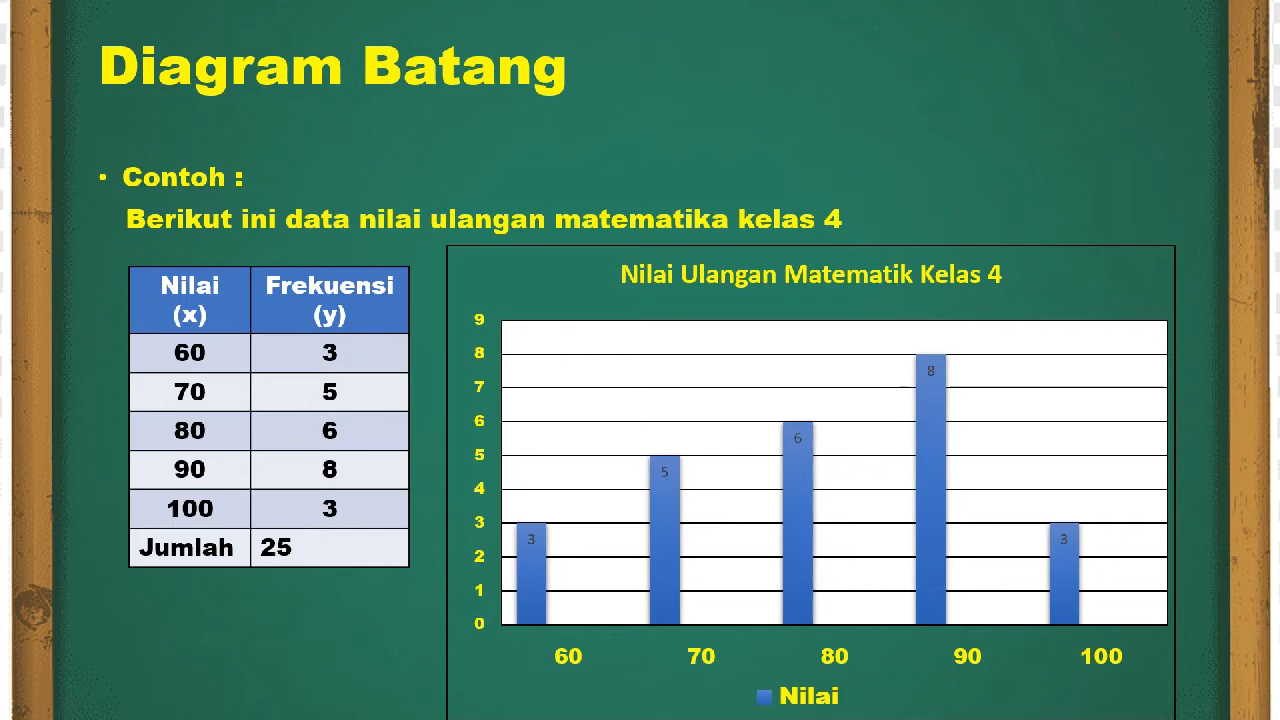 Diagram Batang
• Contoh :
Berikut ini data nilai ulangan matematika kelas 4
Nilai (x) Frekuensi (y)
60 3
70 5
80 6
90 8
100 3
Jumlah 25
Nilai Ulangan Matematik Kelas 4
9
8
7
6
5
4
3
2
1
0
3 5 6 8 3
60 70 80 90 100
Nilai